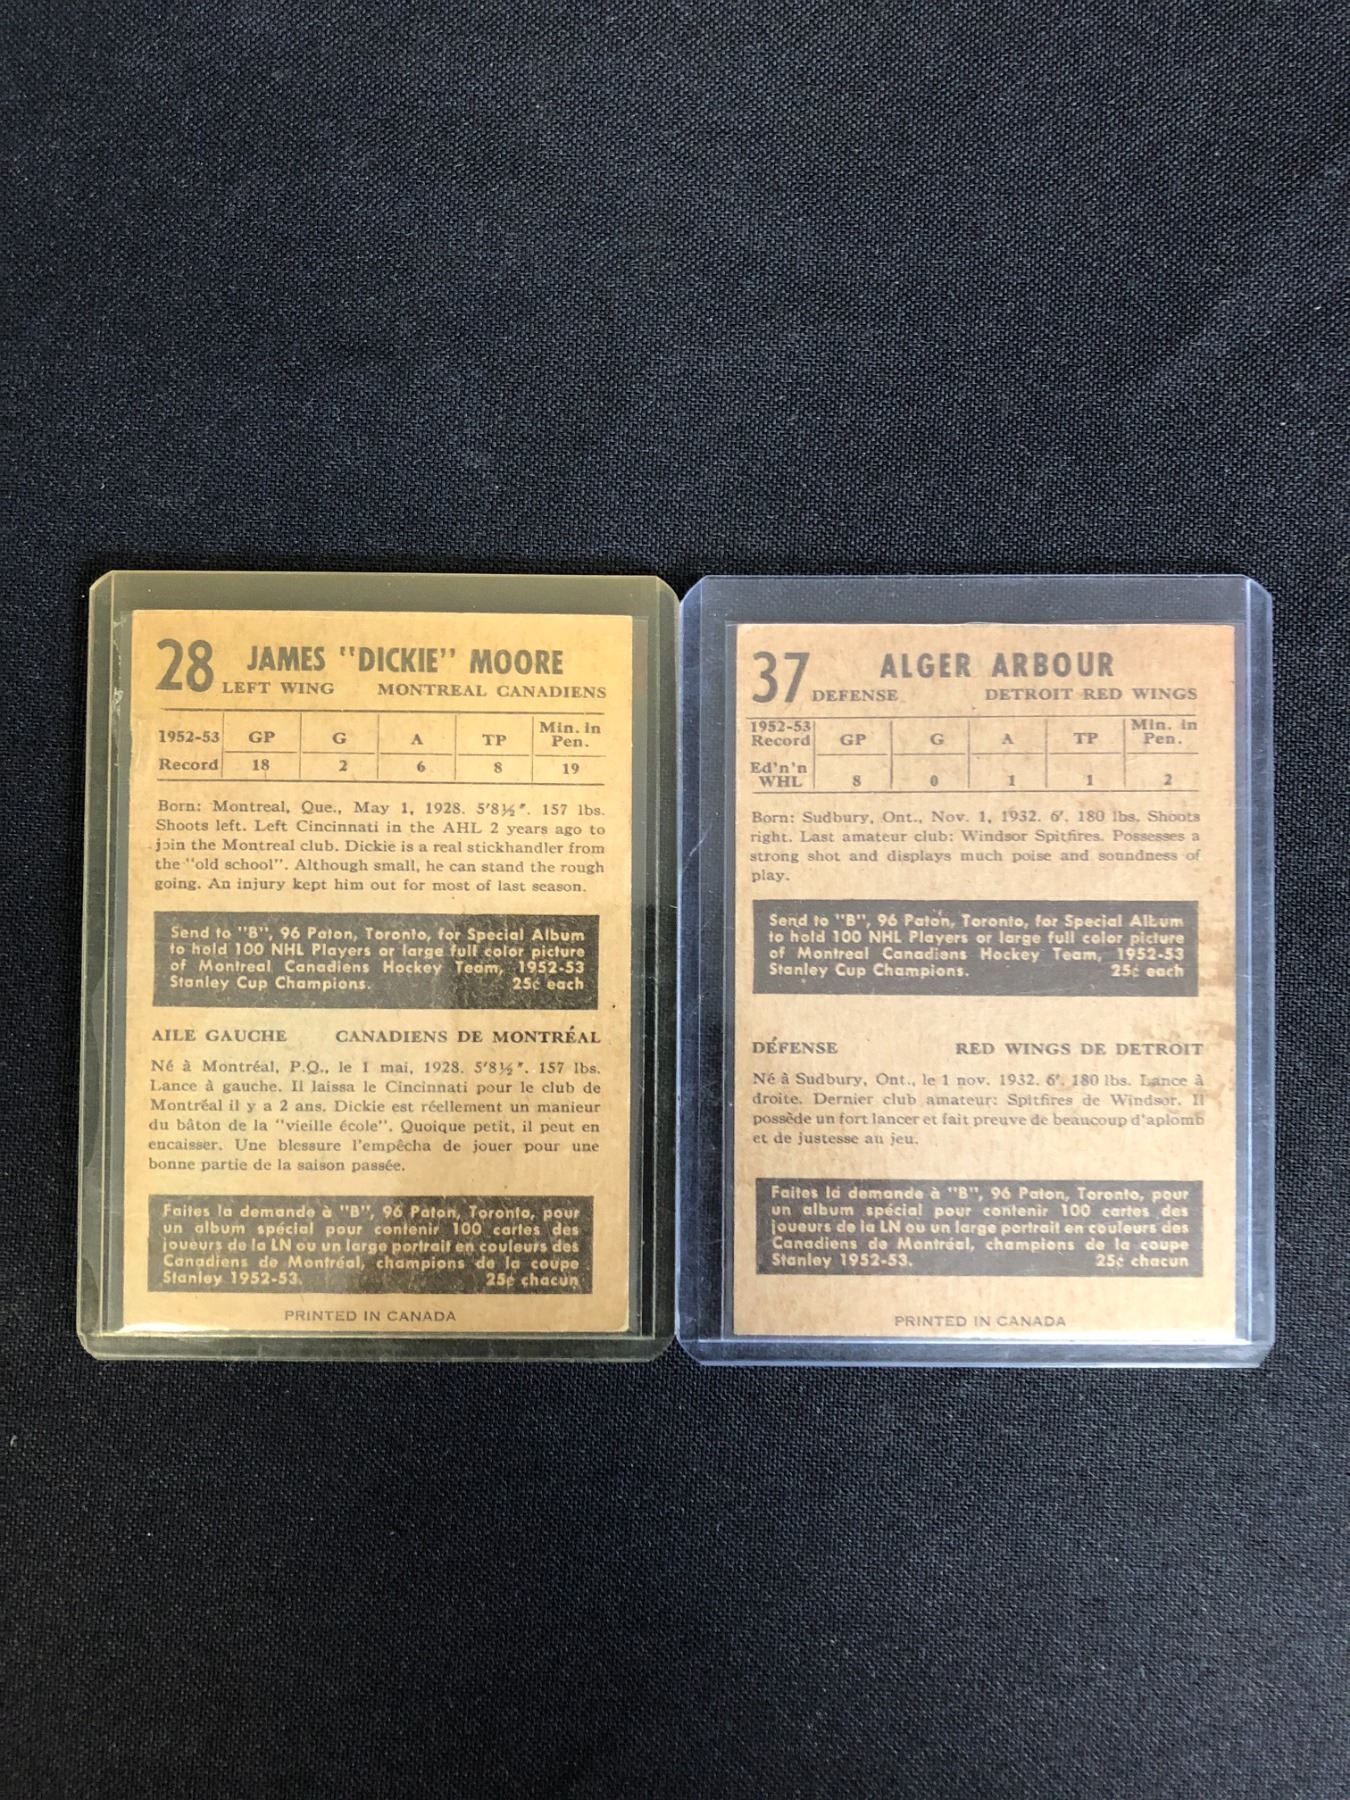 28 JAMES "DICKIE" MOORE
LEFT WING MONTREAL CANADIENS
1952-53 GP G A TP Min. in Pen.
Record 18 2 6 8 19
Born: Montreal, Que., May 1, 1928. 5'8½". 157 lbs.
Shoots left. Left Cincinnati in the AHL 2 years ago to
join the Montreal club. Dickie is a real stickhandler from
the "old school". Although small, he can stand the rough
going. An injury kept him out for most of last season.
Send to "B", 96 Paton, Toronto, for Special Album
to hold 100 NHL Players or large full color picture
of Montreal Canadiens Hockey Team, 1952-53
Stanley Cup Champions. 25¢ each
AILE GAUCHE CANADIENS DE MONTRÉAL
Né à Montréal, P.Q., le 1 mai, 1928. 5'8½". 157 lbs.
Lance à gauche. Il laissa le Cincinnati pour le club de
Montréal il y a 2 ans. Dickie est réellement un manieur
du bâton de la "vieille école". Quoique petit, il peut en
encaisser. Une blessure l'empêcha de jouer pour une
bonne partie de la saison passée.
Faites la demande à "B", 96 Paton, Toronto, pour
un album spécial pour contenir 100 cartes des
joueurs de la LN ou un large portrait en couleurs des
Canadiens de Montréal, champions de la coupe
Stanley 1952-53. 25¢ chacun
PRINTED IN CANADA
37 ALGER ARBOUR
DEFENSE DETROIT RED WINGS
1952-53 Record GP G A TP Min. in Pen.
Ed'n'n WHL 8 0 1 1 2
Born: Sudbury, Ont., Nov. 1, 1932. 6'. 180 lbs. Shoots
right. Last amateur club: Windsor Spitfires. Possesses a
strong shot and displays much poise and soundness of
play.
Send to "B", 96 Paton, Toronto, for Special Album
to hold 100 NHL Players or large full color picture
of Montreal Canadiens Hockey Team, 1952-53
Stanley Cup Champions. 25¢ each
DÉFENSE RED WINGS DE DETROIT
Né à Sudbury, Ont., le 1 nov. 1932. 6'. 180 lbs. Lance à
droite. Dernier club amateur: Spitfires de Windsor. Il
possède un fort lancer et fait preuve de beaucoup d'aplomb
et de justesse au jeu.
Faites la demande à "B", 96 Paton, Toronto, pour
un album spécial pour contenir 100 cartes des
joueurs de la LN ou un large portrait en couleurs des
Canadiens de Montréal, champions de la coupe
Stanley 1952-53. 25¢ chacun
PRINTED IN CANADA